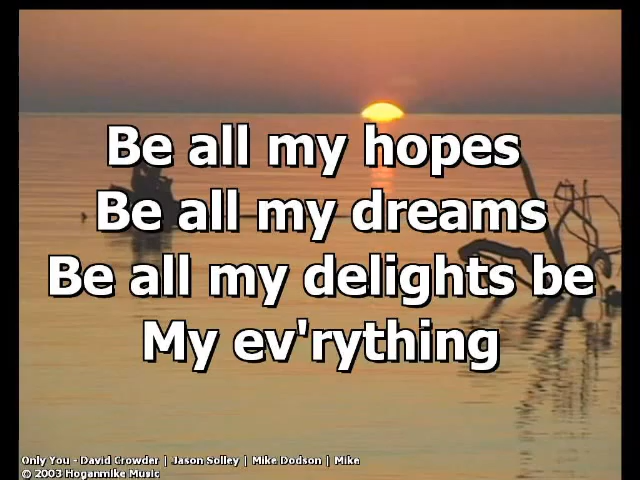 Be all my hopes
Be all my dreams
Be all my delights be
My ev'rything
Only You - David Crowder | Jason Solley | Mike Dodson | Mike
© 2003 Hoganmike Music